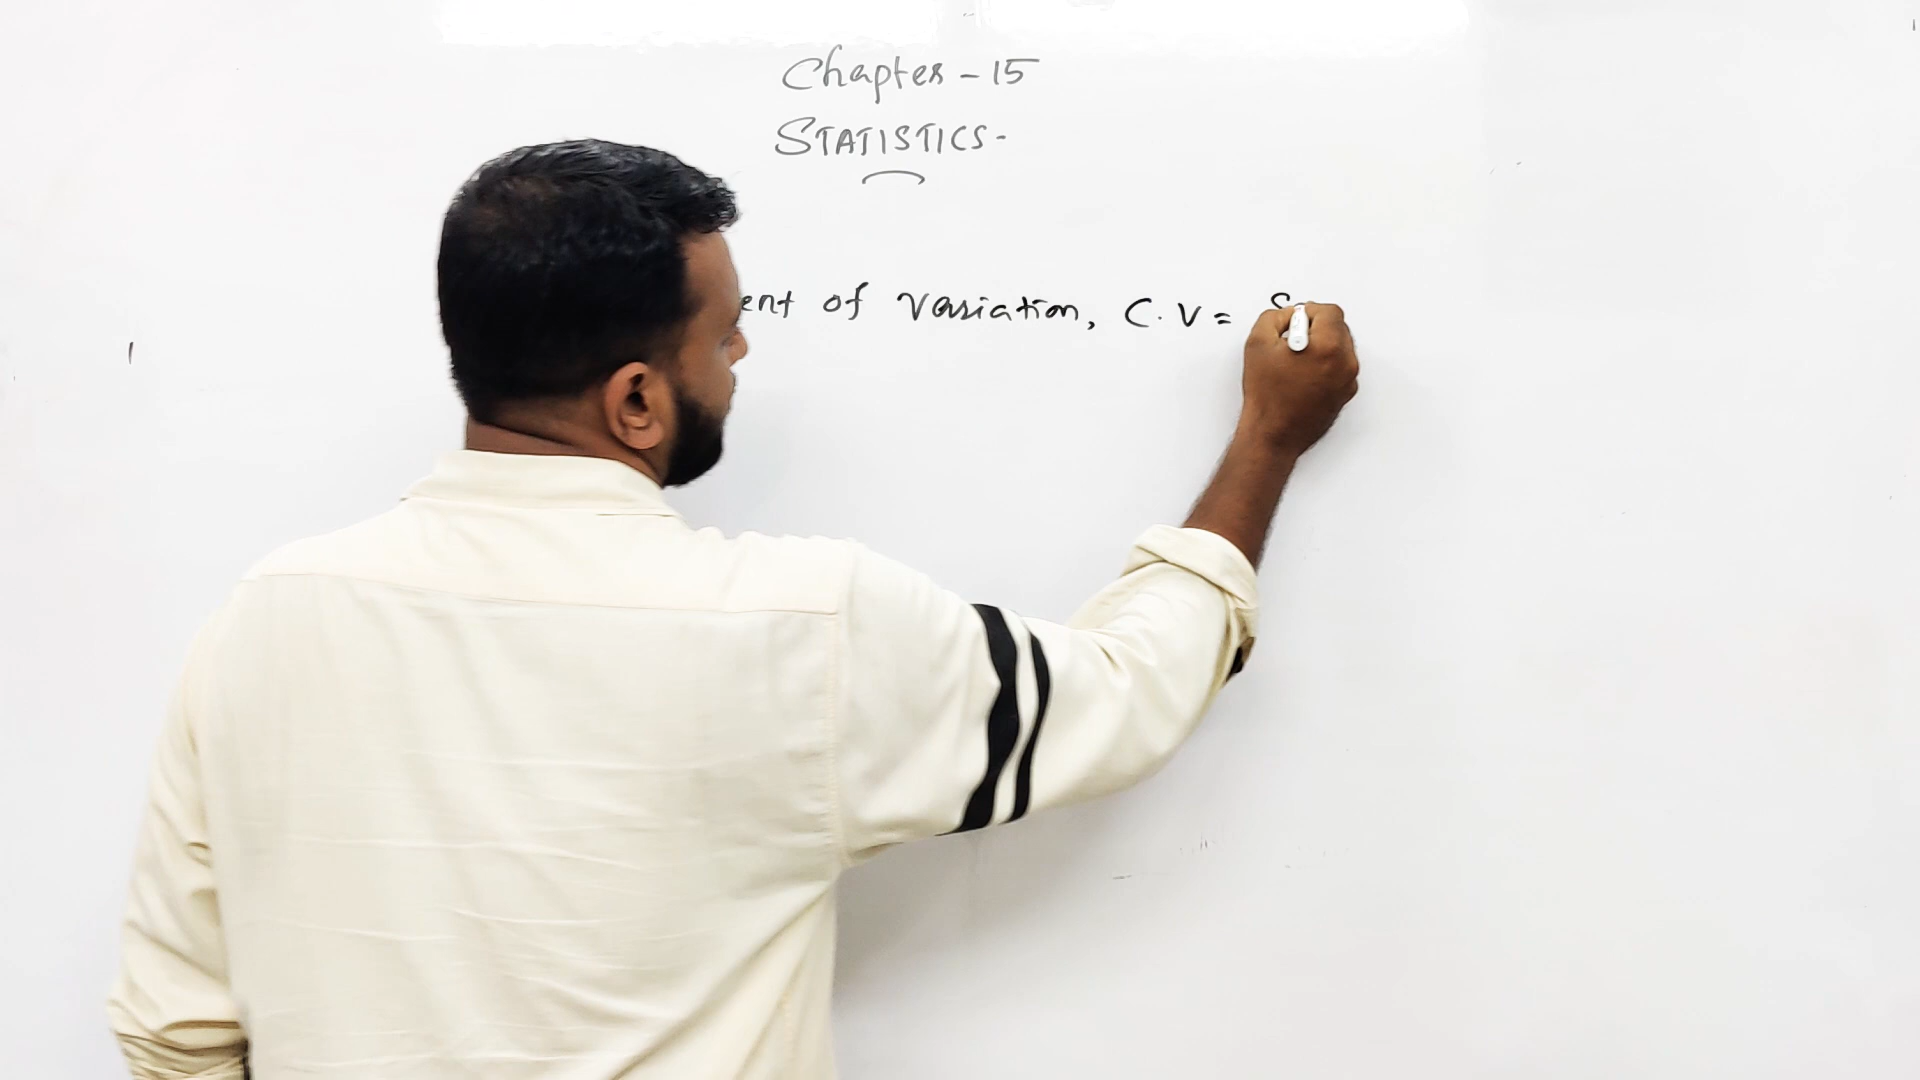 Chapter - 15
STATISTICS -
ent of Variation, C.V =